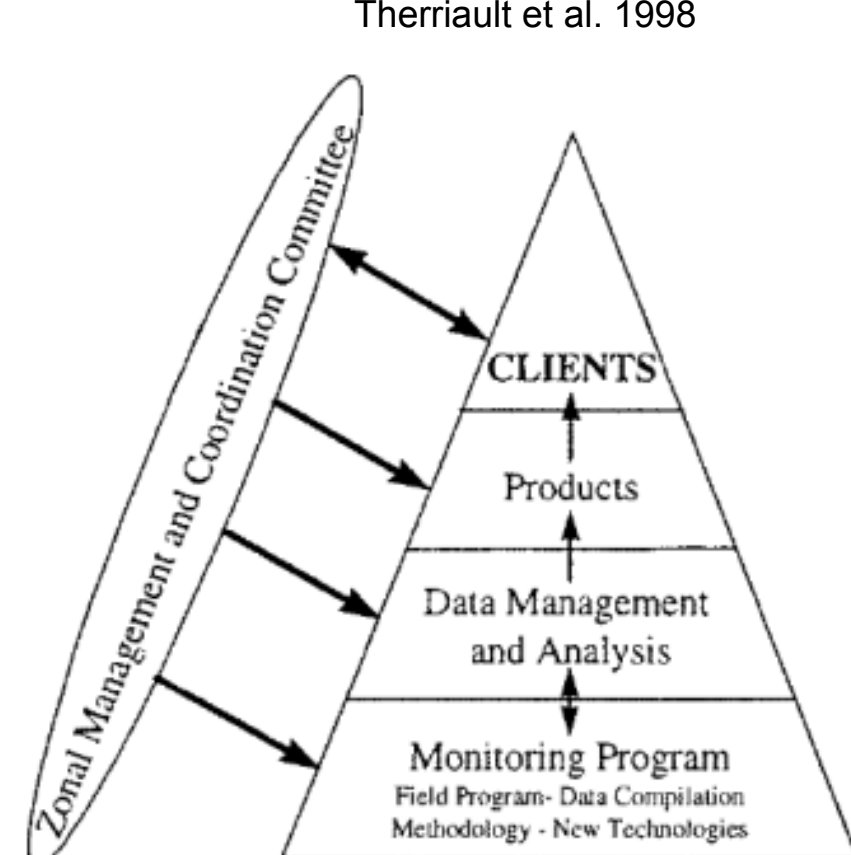 Therriault et al. 1998
Zonal Management and Coordination Committee
CLIENTS
Products
Data Management
and Analysis
Monitoring Program
Field Program- Data Compilation
Methodology - New Technologies